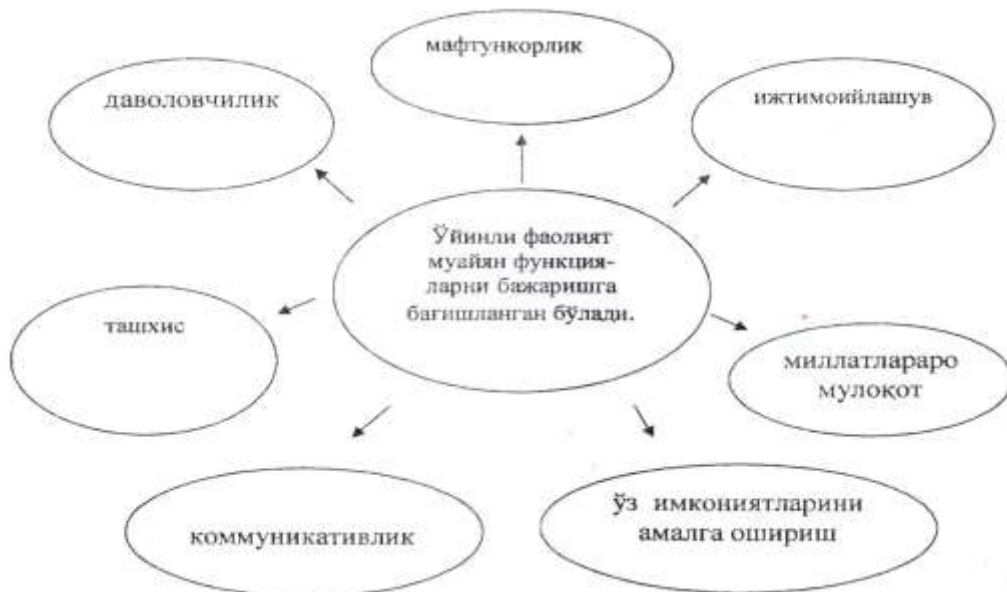 мафтункорлик
даволовчилик
ижтимоийлашув
Ўйинли фаолият
муайян функция-
ларни бажаришга
бағишланган бўлади.
ташхис
миллатлараро
мулоқот
коммуникативлик
ўз имкониятларини
амалга ошириш